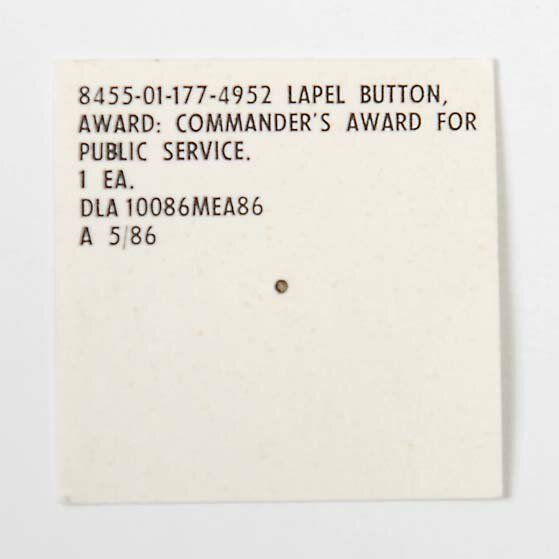 8455-01-177-4952 LAPEL BUTTON,
AWARD: COMMANDER'S AWARD FOR
PUBLIC SERVICE.
1 EA.
DLA 10086MEA86
A 5/86